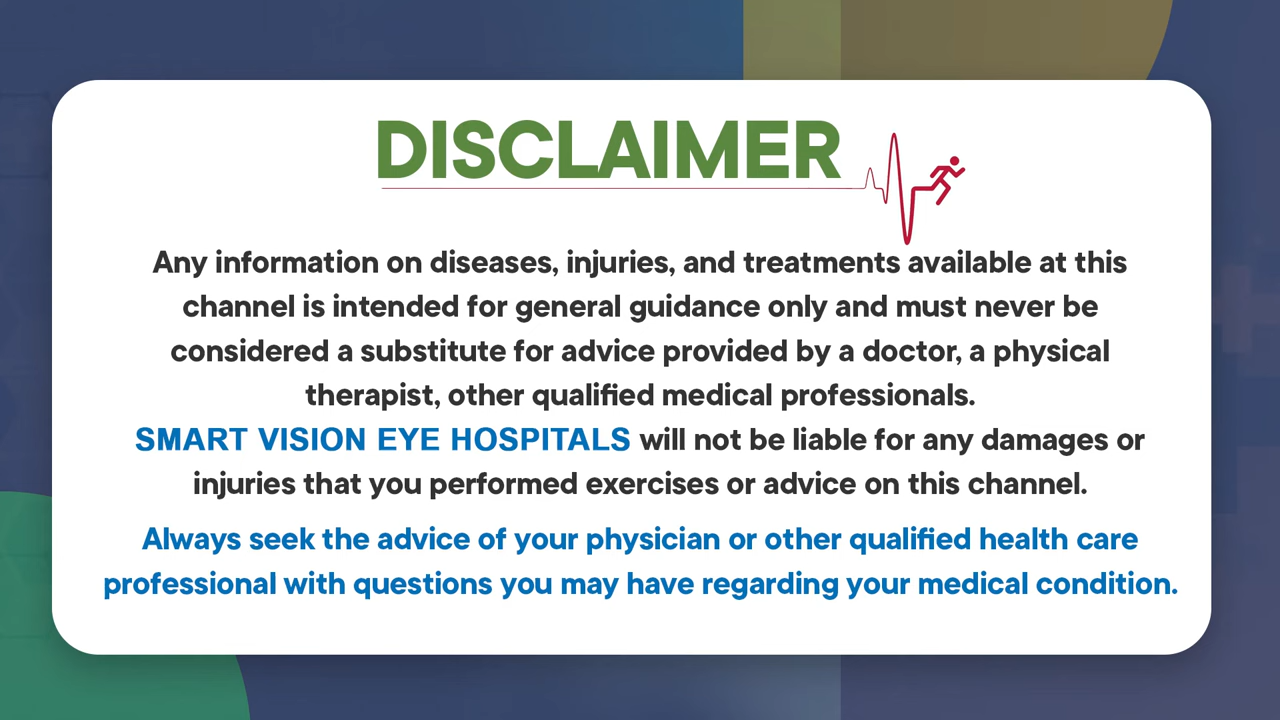 DISCLAIMER
Any information on diseases, injuries, and treatments available at this
channel is intended for general guidance only and must never be
considered a substitute for advice provided by a doctor, a physical
therapist, other qualified medical professionals.
SMART VISION EYE HOSPITALS will not be liable for any damages or
injuries that you performed exercises or advice on this channel.
Always seek the advice of your physician or other qualified health care
professional with questions you may have regarding your medical condition.